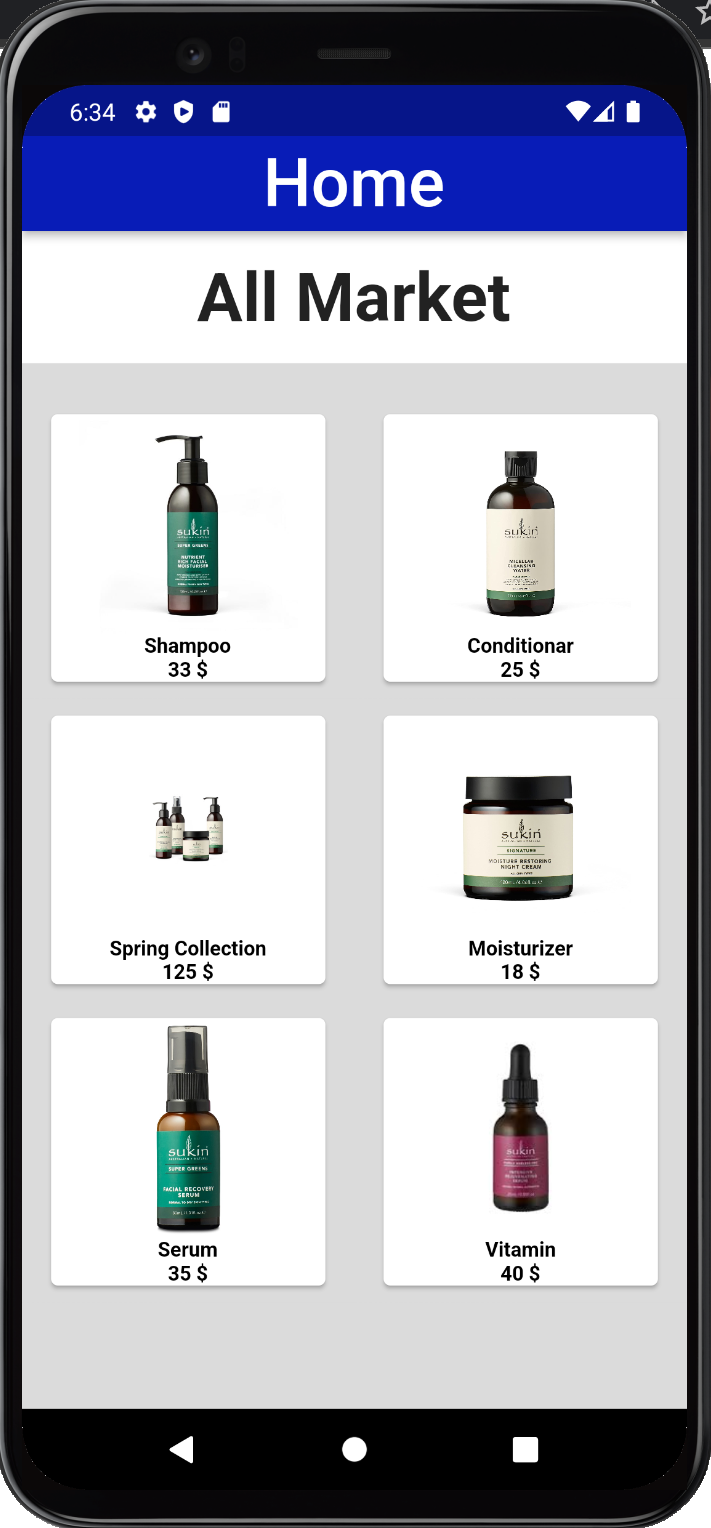 6:34
Home
All Market
sukin
SUPER GREENS
NUTRIENT
RICH FACIAL
MOISTURISER
Shampoo
33 $
sukin
MICELLAR
CLEANSING
WATER
Conditionar
25 $
Spring Collection
125 $
sukin
SIGNATURE
MOISTURE RESTORING
NIGHT CREAM
Moisturizer
18 $
sukin
SUPER GREENS
FACIAL RECOVERY
SERUM
Serum
35 $
sukin
Vitamin
40 $